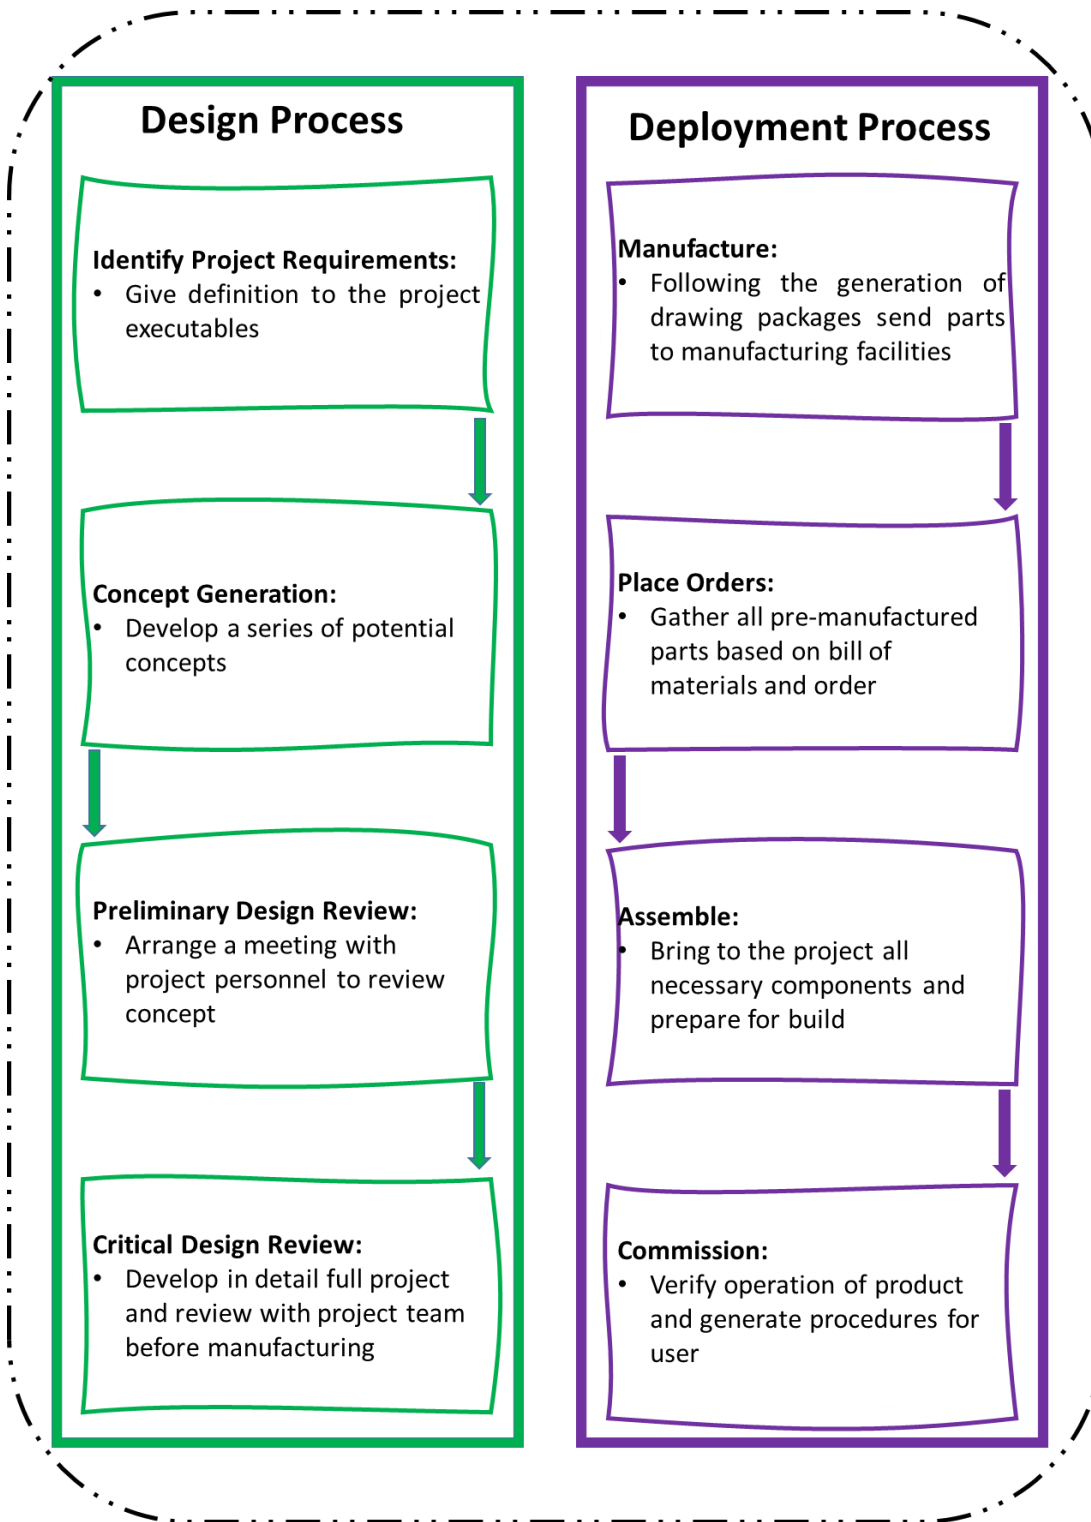 Design Process
Identify Project Requirements:
• Give definition to the project
executables
Concept Generation:
• Develop a series of potential
concepts
Preliminary Design Review:
• Arrange a meeting with
project personnel to review
concept
Critical Design Review:
• Develop in detail full project
and review with project team
before manufacturing
Deployment Process
Manufacture:
• Following the generation of
drawing packages send parts
to manufacturing facilities
Place Orders:
• Gather all pre-manufactured
parts based on bill of
materials and order
Assemble:
• Bring to the project all
necessary components and
prepare for build
Commission:
• Verify operation of product
and generate procedures for
user